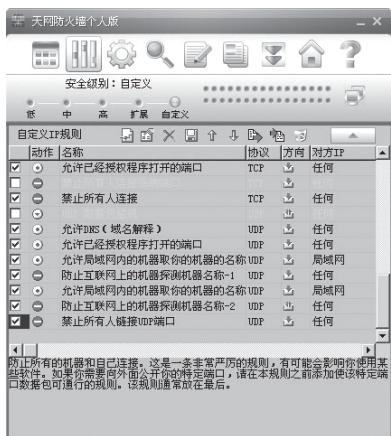 天网防火墙个人版
安全级别：自定义
低 中 高 扩展 自定义
自定义IP规则
动作 名称 协议 方向 对方IP
允许已经授权程序打开的端口 TCP 任何
TCP 任何
禁止所有人连接 TCP 任何
UDP 任何
允许DNS（域名解释） UDP 任何
允许已经授权程序打开的端口 UDP 任何
允许局域网内的机器取你的机器的名称 UDP 局域网
防止互联网上的机器探测机器名称-1 UDP 任何
允许局域网内的机器取你的机器的名称 UDP 局域网
防止互联网上的机器探测机器名称-2 UDP 任何
禁止所有人链接UDP端口 UDP 任何
防止所有的机器和自己连接。这是一条非常严厉的规则，有可能会影响你使用某
些软件。如果你需要向外面公开你的特定端口，请在本规则之前添加使该特定端
口数据包可通行的规则。该规则通常放在最后。